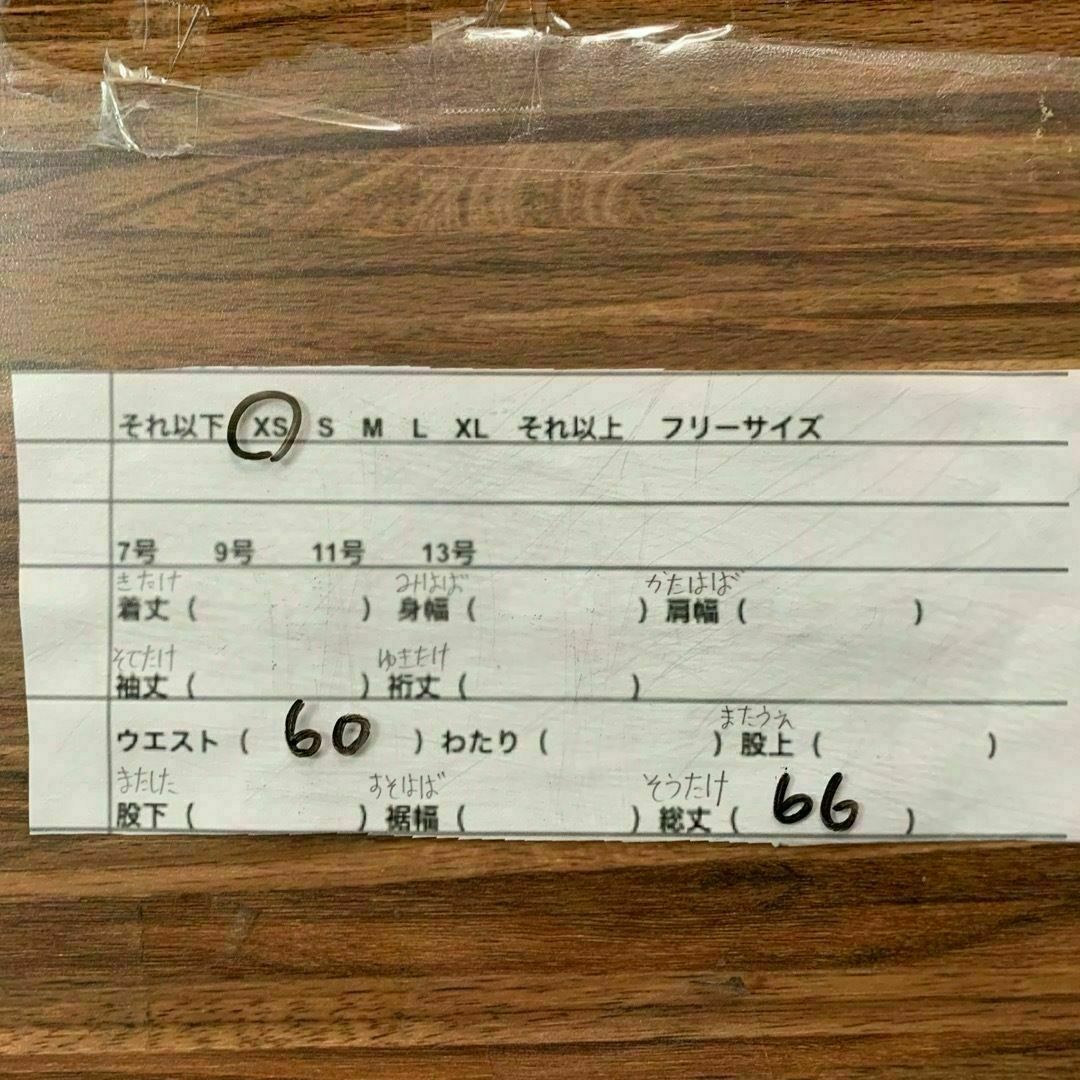 それ以下 XS S M L XL それ以上 フリーサイズ
7号 9号 11号 13号
きたけ みはば かたはば
着丈 ( ) 身幅 ( ) 肩幅 ( )
そでたけ ゆきたけ
袖丈 ( ) 裄丈 ( )
またうえ
ウエスト ( 60 ) わたり ( ) 股上 ( )
またした すそはば そうたけ
股下 ( ) 裾幅 ( ) 総丈 ( 66 )